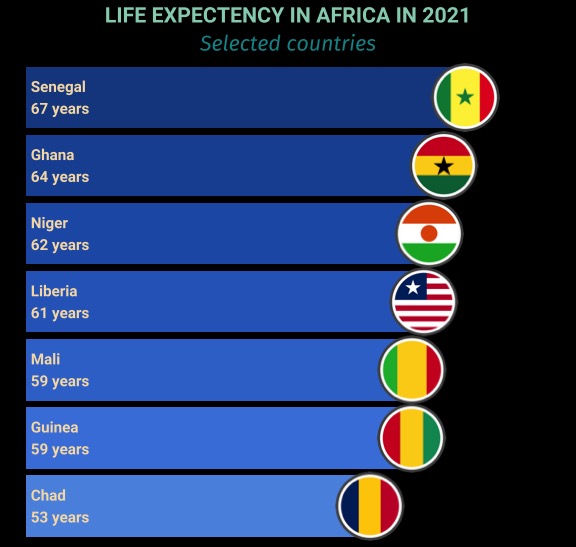 LIFE EXPECTENCY IN AFRICA IN 2021
Selected countries
Senegal
67 years
Ghana
64 years
Niger
62 years
Liberia
61 years
Mali
59 years
Guinea
59 years
Chad
53 years